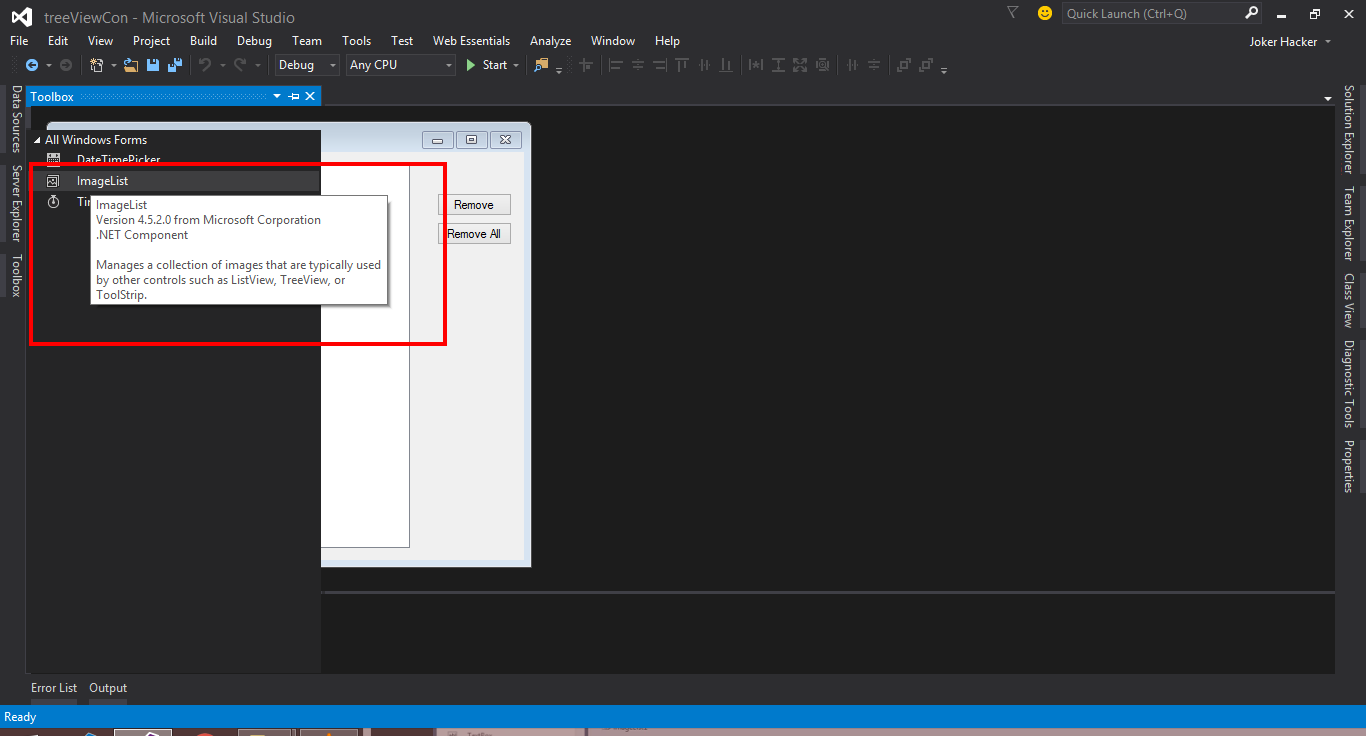 treeViewCon - Microsoft Visual Studio
Quick Launch (Ctrl+Q)
File Edit View Project Build Debug Team Tools Test Web Essentials Analyze Window Help
Joker Hacker
Debug Any CPU Start
Toolbox
Data Sources
Server Explorer
Toolbox
All Windows Forms
DateTimePicker
ImageList
ImageList
Version 4.5.2.0 from Microsoft Corporation
.NET Component
Manages a collection of images that are typically used
by other controls such as ListView, TreeView, or
ToolStrip.
Remove
Remove All
Solution Explorer
Team Explorer
Class View
Diagnostic Tools
Properties
Error List Output
Ready